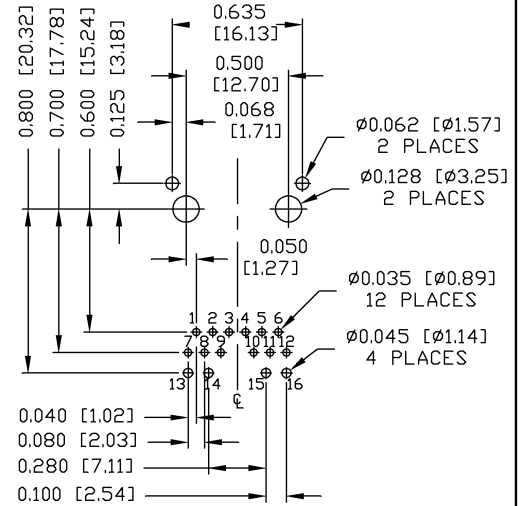 0.800 [20.32]
0.700 [17.78]
0.600 [15.24]
0.125 [3.18]
0.635
[16.13]
0.500
[12.70]
0.068
[1.71]
Ø0.062 [Ø1.57]
2 PLACES
Ø0.128 [Ø3.25]
2 PLACES
0.050
[1.27]
Ø0.035 [Ø0.89]
12 PLACES
1 2 3 4 5 6
7 8 9 10 11 12
Ø0.045 [Ø1.14]
4 PLACES
13 14 15 16
℄
0.040 [1.02]
0.080 [2.03]
0.280 [7.11]
0.100 [2.54]